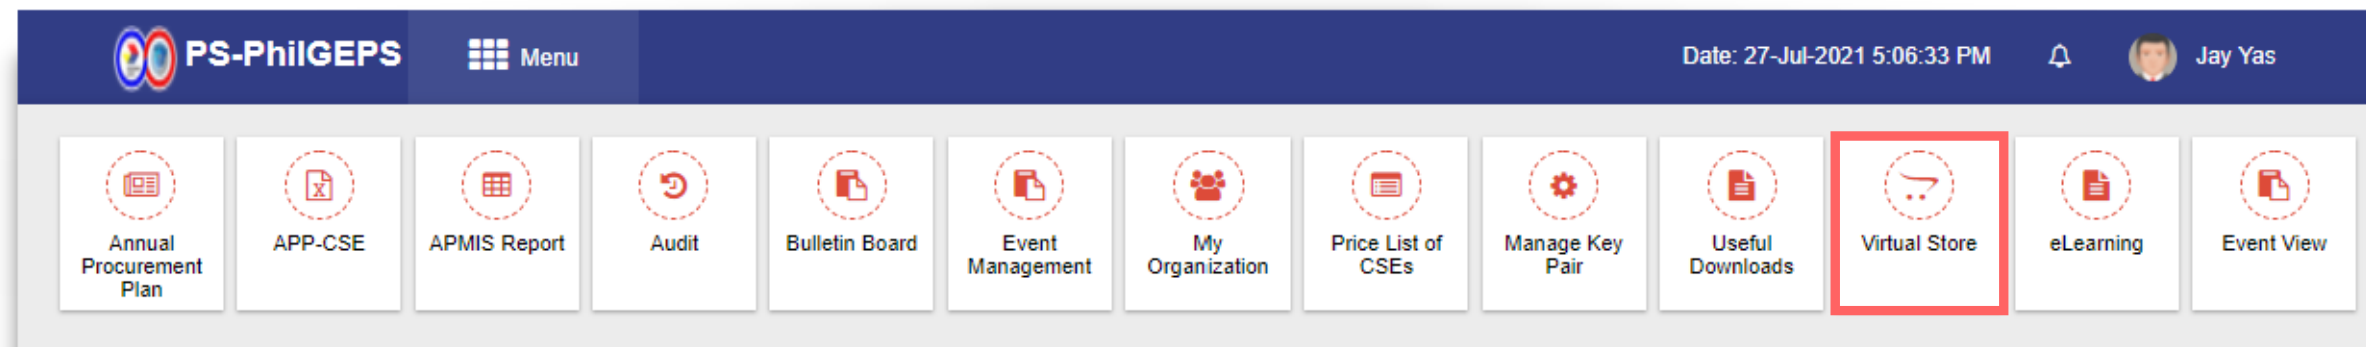 PS-PhilGEPS
Menu
Date: 27-Jul-2021 5:06:33 PM
Jay Yas
Annual
Procurement
Plan
APP-CSE
APMIS Report
Audit
Bulletin Board
Event
Management
My
Organization
Price List of
CSEs
Manage Key
Pair
Useful
Downloads
Virtual Store
eLearning
Event View